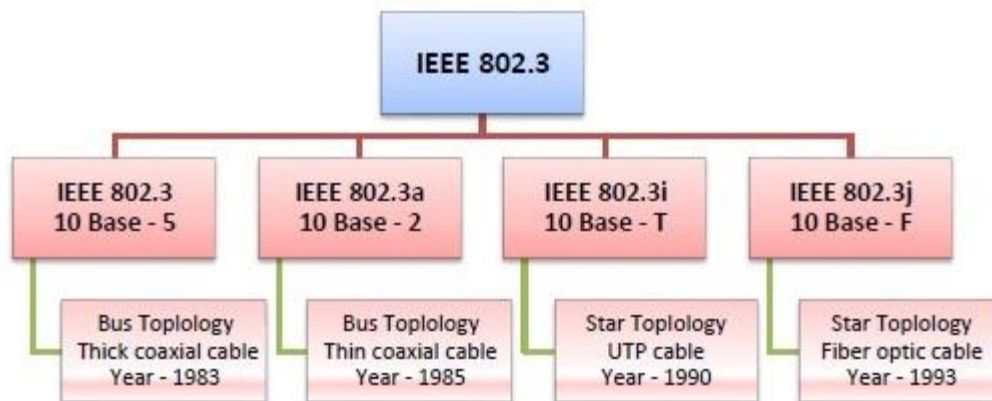 IEEE 802.3
IEEE 802.3
10 Base - 5
IEEE 802.3a
10 Base - 2
IEEE 802.3i
10 Base - T
IEEE 802.3j
10 Base - F
Bus Toplology
Thick coaxial cable
Year - 1983
Bus Toplology
Thin coaxial cable
Year - 1985
Star Toplology
UTP cable
Year - 1990
Star Toplology
Fiber optic cable
Year - 1993